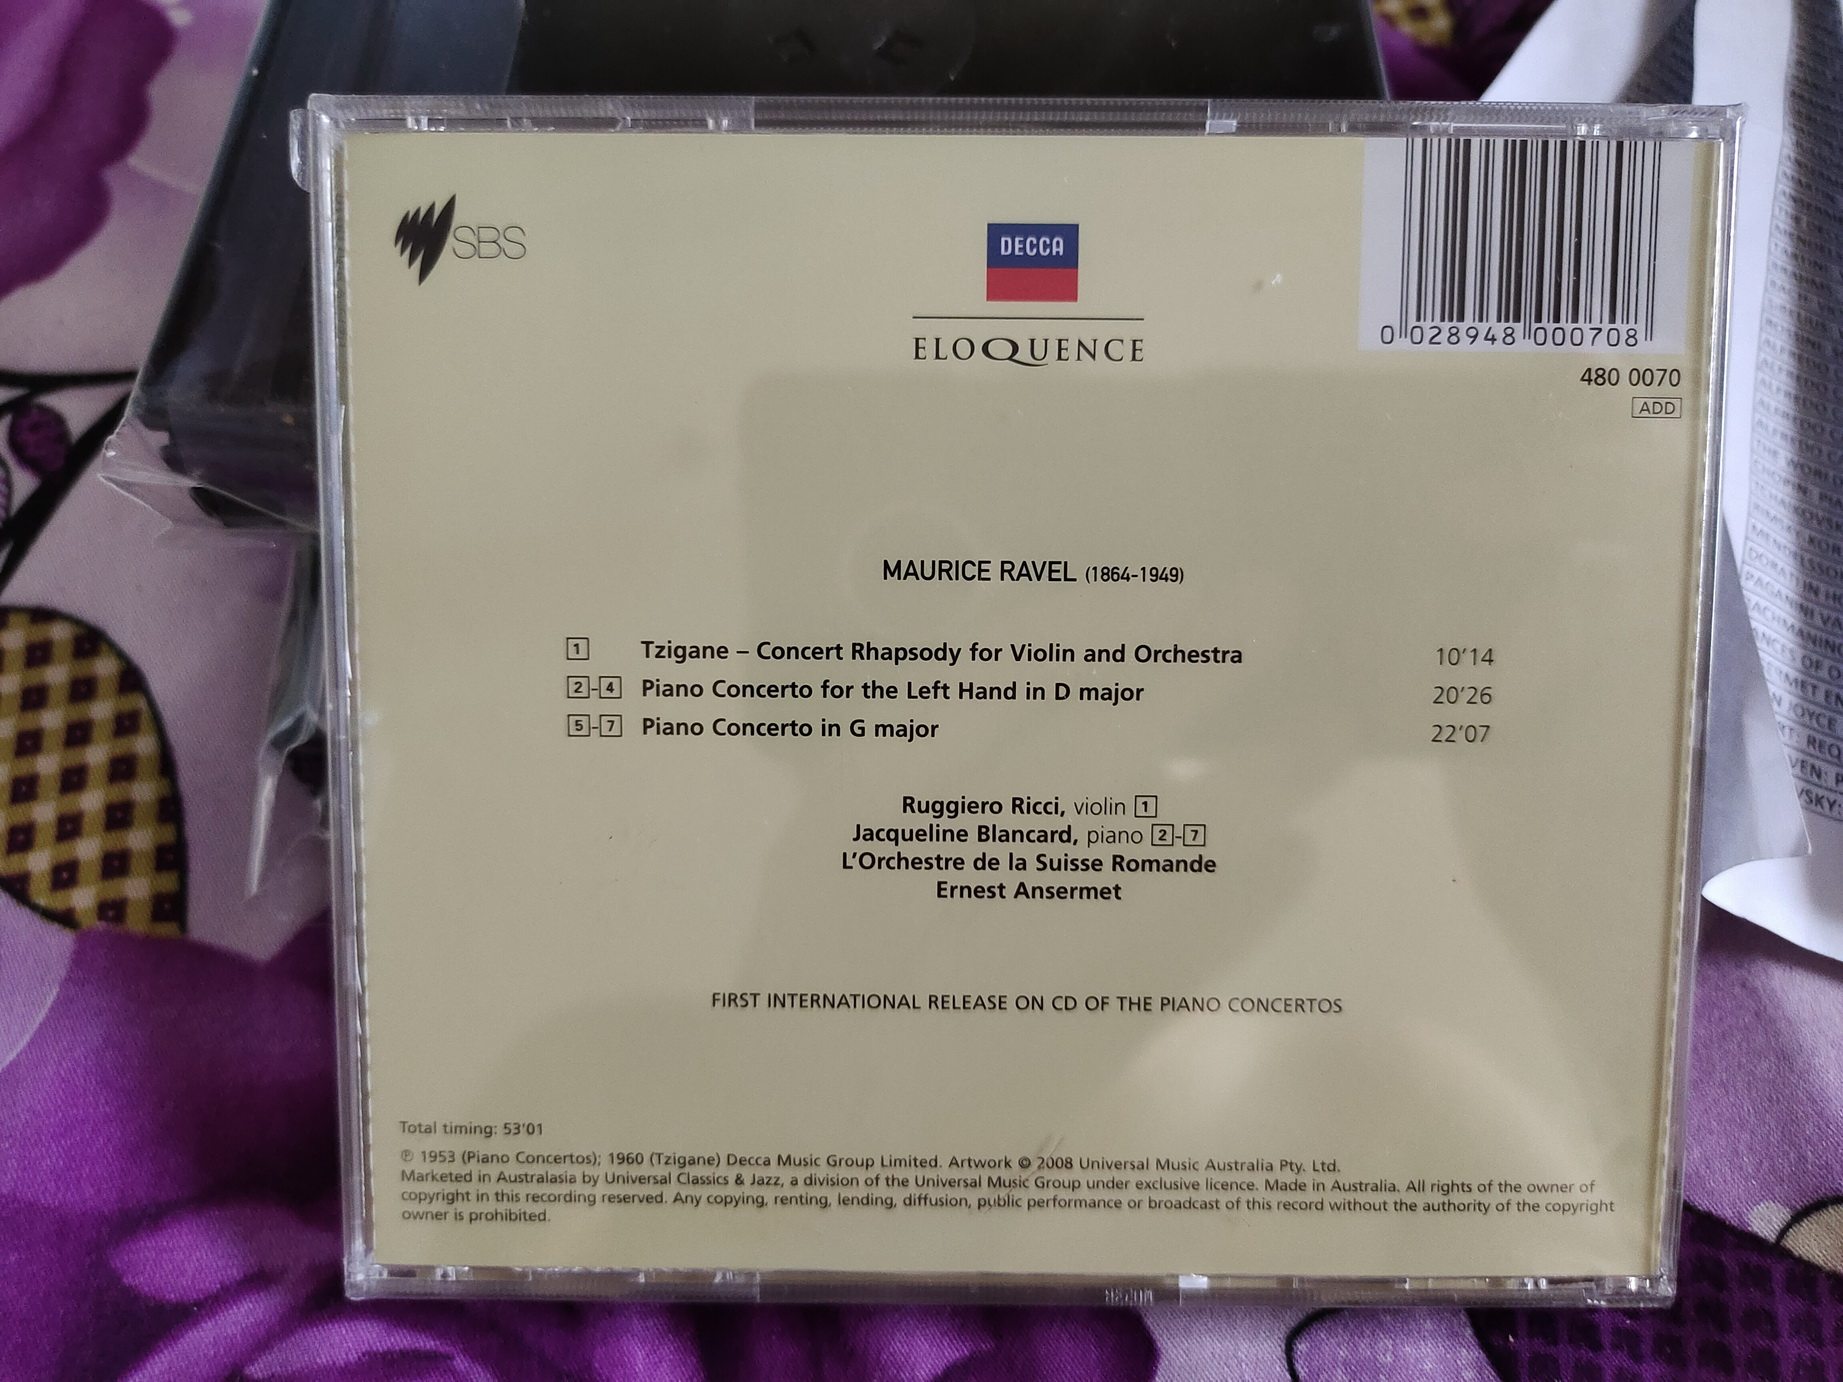 SBS
DECCA
ELOQUENCE
0 028948 000708
480 0070
ADD
MAURICE RAVEL (1864-1949)
1 Tzigane – Concert Rhapsody for Violin and Orchestra 10'14
2-4 Piano Concerto for the Left Hand in D major 20'26
5-7 Piano Concerto in G major 22'07
Ruggiero Ricci, violin 1
Jacqueline Blancard, piano 2-7
L'Orchestre de la Suisse Romande
Ernest Ansermet
FIRST INTERNATIONAL RELEASE ON CD OF THE PIANO CONCERTOS
Total timing: 53'01
℗ 1953 (Piano Concertos); 1960 (Tzigane) Decca Music Group Limited. Artwork © 2008 Universal Music Australia Pty. Ltd.
Marketed in Australasia by Universal Classics & Jazz, a division of the Universal Music Group under exclusive licence. Made in Australia. All rights of the owner of
copyright in this recording reserved. Any copying, renting, lending, diffusion, public performance or broadcast of this record without the authority of the copyright
owner is prohibited.